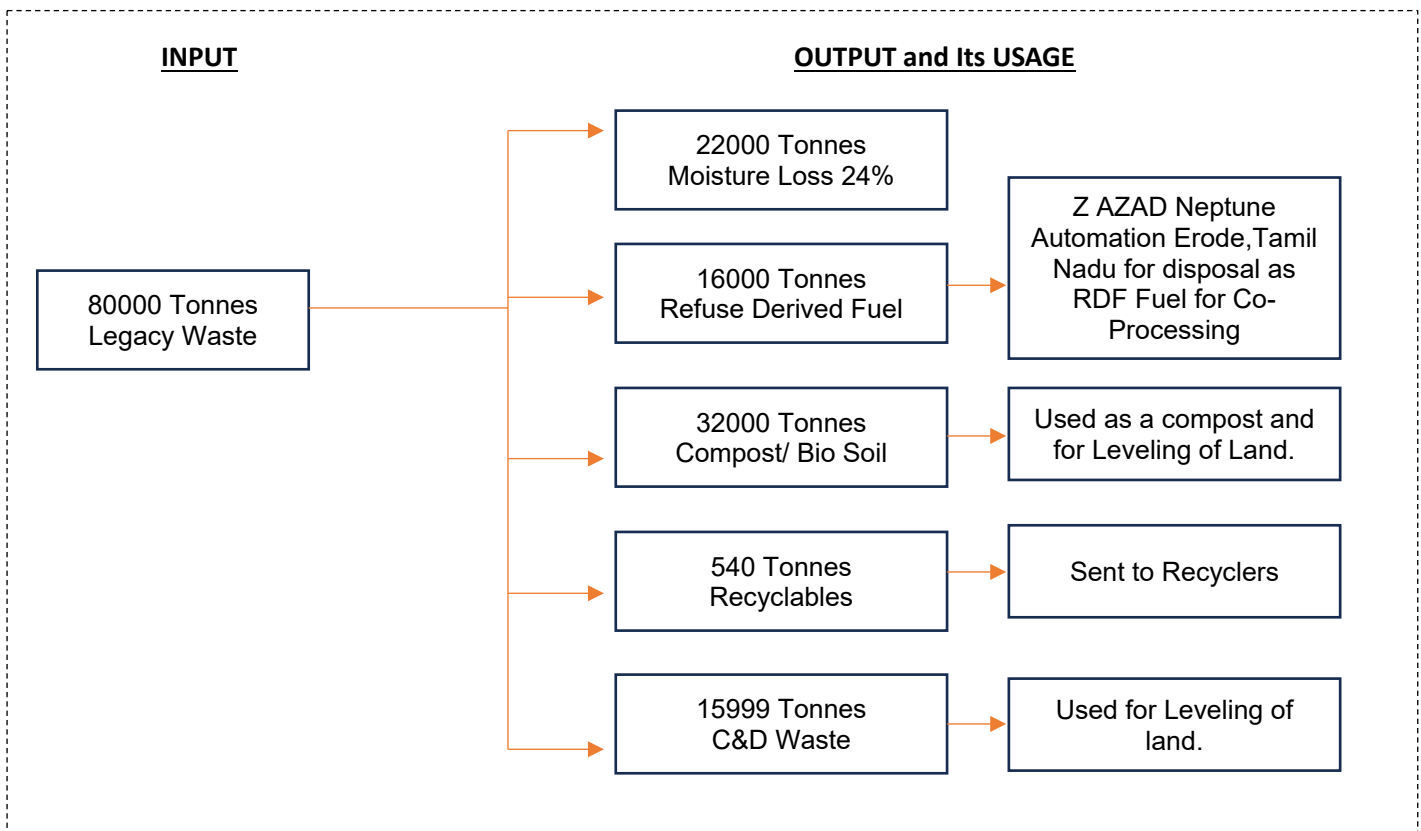 INPUT
OUTPUT and Its USAGE
80000 Tonnes
Legacy Waste
22000 Tonnes
Moisture Loss 24%
16000 Tonnes
Refuse Derived Fuel
Z AZAD Neptune
Automation Erode,Tamil
Nadu for disposal as
RDF Fuel for Co-
Processing
32000 Tonnes
Compost/ Bio Soil
Used as a compost and
for Leveling of Land.
540 Tonnes
Recyclables
Sent to Recyclers
15999 Tonnes
C&D Waste
Used for Leveling of
land.